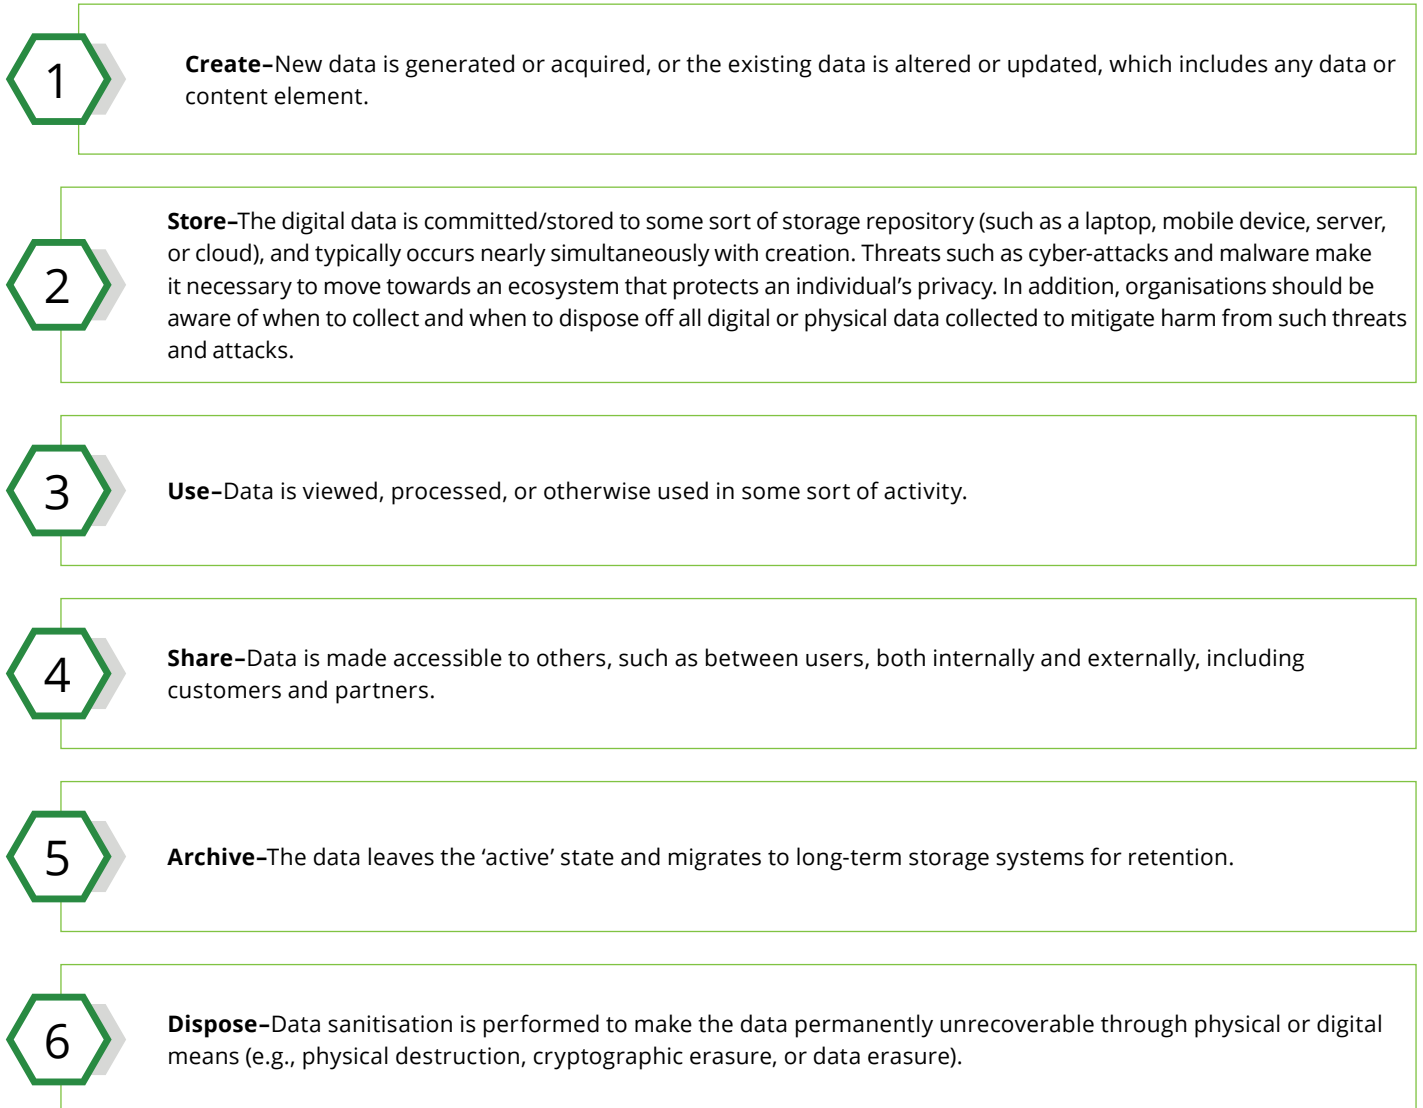 1
Create–New data is generated or acquired, or the existing data is altered or updated, which includes any data or
content element.
2
Store–The digital data is committed/stored to some sort of storage repository (such as a laptop, mobile device, server,
or cloud), and typically occurs nearly simultaneously with creation. Threats such as cyber-attacks and malware make
it necessary to move towards an ecosystem that protects an individual’s privacy. In addition, organisations should be
aware of when to collect and when to dispose off all digital or physical data collected to mitigate harm from such threats
and attacks.
3
Use–Data is viewed, processed, or otherwise used in some sort of activity.
4
Share–Data is made accessible to others, such as between users, both internally and externally, including
customers and partners.
5
Archive–The data leaves the ‘active’ state and migrates to long-term storage systems for retention.
6
Dispose–Data sanitisation is performed to make the data permanently unrecoverable through physical or digital
means (e.g., physical destruction, cryptographic erasure, or data erasure).